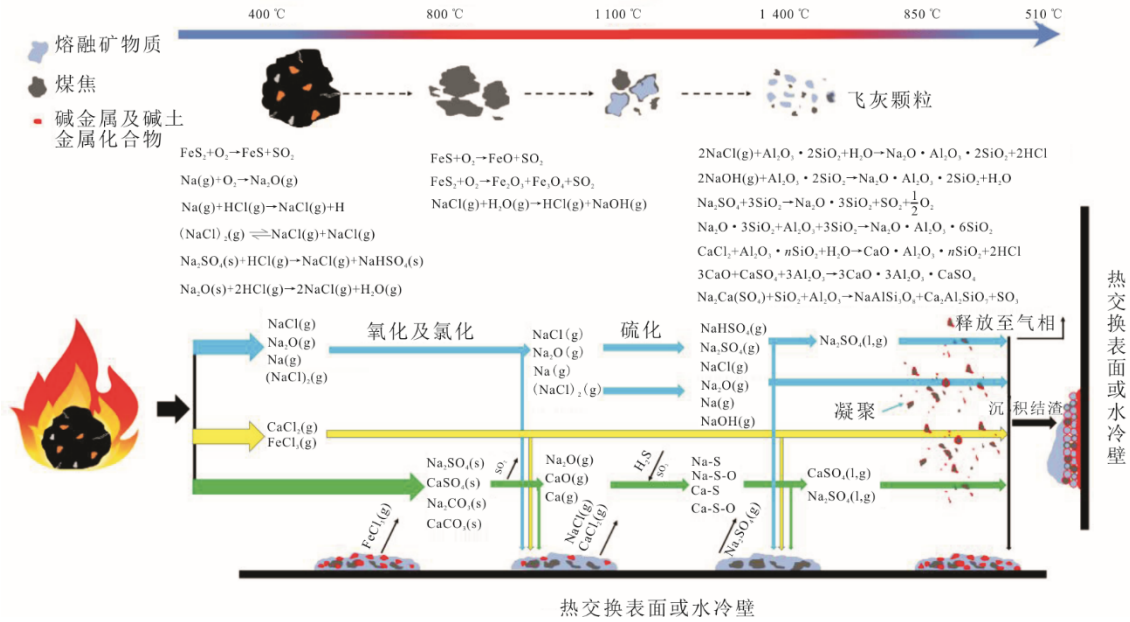 400 ℃
800 ℃
1 100 ℃
1 400 ℃
850 ℃
510 ℃
熔融矿物质
煤焦
碱金属及碱土
金属化合物
飞灰颗粒
FeS₂+O₂→FeS+SO₂
Na(g)+O₂→Na₂O(g)
Na(g)+HCl(g)→NaCl(g)+H
(NaCl)₂(g)⇌NaCl(g)+NaCl(g)
Na₂SO₄(s)+HCl(g)→NaCl(g)+NaHSO₄(s)
Na₂O(s)+2HCl(g)→2NaCl(g)+H₂O(g)
FeS+O₂→FeO+SO₂
FeS₂+O₂→Fe₂O₃+Fe₃O₄+SO₂
NaCl(g)+H₂O(g)→HCl(g)+NaOH(g)
2NaCl(g)+Al₂O₃·2SiO₂+H₂O→Na₂O·Al₂O₃·2SiO₂+2HCl
2NaOH(g)+Al₂O₃·2SiO₂→Na₂O·Al₂O₃·2SiO₂+H₂O
Na₂SO₄+3SiO₂→Na₂O·3SiO₂+SO₂+½O₂
Na₂O·3SiO₂+Al₂O₃+3SiO₂→Na₂O·Al₂O₃·6SiO₂
CaCl₂+Al₂O₃·nSiO₂+H₂O→CaO·Al₂O₃·nSiO₂+2HCl
3CaO+CaSO₄+3Al₂O₃→3CaO·3Al₂O₃·CaSO₄
Na₂Ca(SO₄)+SiO₂+Al₂O₃→NaAlSi₃O₈+Ca₂Al₂SiO₇+SO₃
NaCl(g)
Na₂O(g)
Na(g)
(NaCl)₂(g)
氧化及氯化
NaCl(g)
Na₂O(g)
Na(g)
(NaCl)₂(g)
硫化
NaHSO₄(g)
Na₂SO₄(g)
NaCl(g)
Na₂O(g)
Na(g)
NaOH(g)
Na₂SO₄(l,g)
释放至气相
凝聚
沉积结渣
CaCl₂(g)
FeCl₃(g)
Na₂SO₄(s)
CaSO₄(s)
Na₂CO₃(s)
CaCO₃(s)
Na₂O(g)
CaO(g)
Ca(g)
H₂S
Na-S
Na-S-O
Ca-S
Ca-S-O
CaSO₄(l,g)
Na₂SO₄(l,g)
FeCl₃(g)
NaCl(g)
CaCl₂(g)
Na₂SO₄(g)
热交换表面或水冷壁
热交换表面或水冷壁